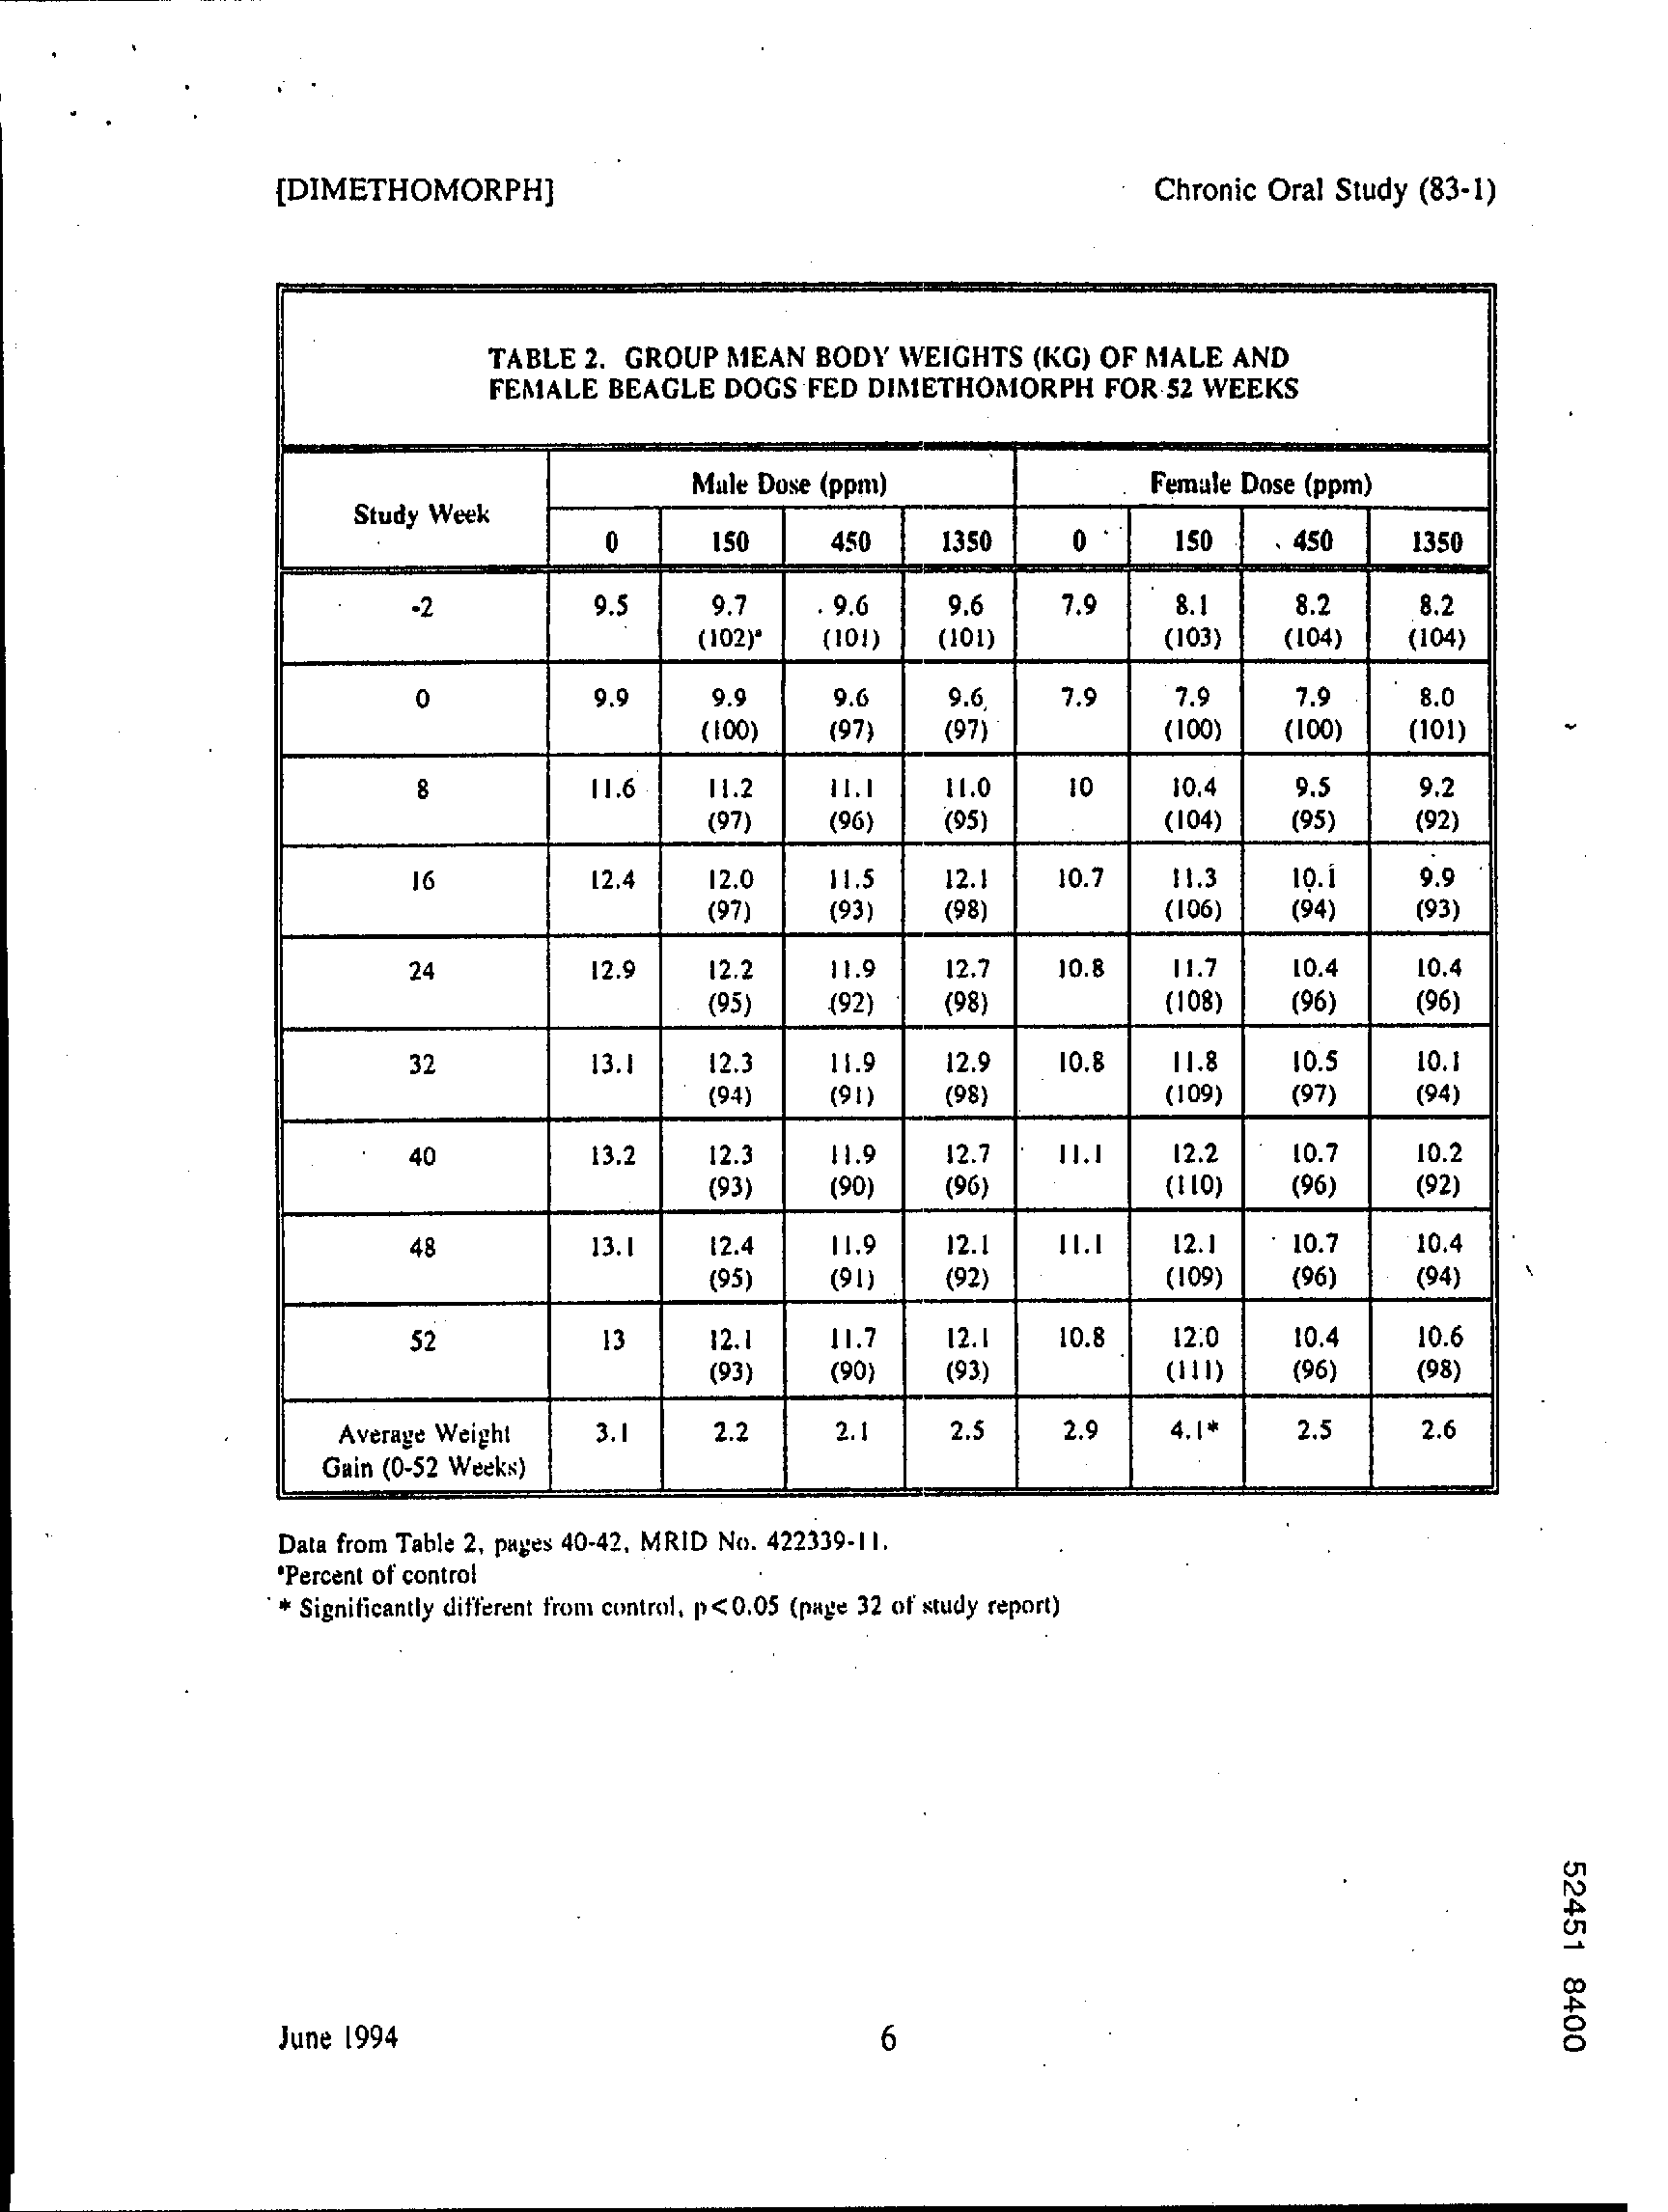 [DIMETHOMORPH] Chronic Oral Study (83-1)
TABLE 2. GROUP MEAN BODY WEIGHTS (KG) OF MALE AND
FEMALE BEAGLE DOGS FED DIMETHOMORPH FOR 52 WEEKS
Study Week Male Dose (ppm) Female Dose (ppm)
0 150 450 1350 0 150 450 1350
-2 9.5 9.7 9.6 9.6 7.9 8.1 8.2 8.2
(102)ª (101) (101) (103) (104) (104)
0 9.9 9.9 9.6 9.6 7.9 7.9 7.9 8.0
(100) (97) (97) (100) (100) (101)
8 11.6 11.2 11.1 11.0 10 10.4 9.5 9.2
(97) (96) (95) (104) (95) (92)
16 12.4 12.0 11.5 12.1 10.7 11.3 10.1 9.9
(97) (93) (98) (106) (94) (93)
24 12.9 12.2 11.9 12.7 10.8 11.7 10.4 10.4
(95) (92) (98) (108) (96) (96)
32 13.1 12.3 11.9 12.9 10.8 11.8 10.5 10.1
(94) (91) (98) (109) (97) (94)
40 13.2 12.3 11.9 12.7 11.1 12.2 10.7 10.2
(93) (90) (96) (110) (96) (92)
48 13.1 12.4 11.9 12.1 11.1 12.1 10.7 10.4
(95) (91) (92) (109) (96) (94)
52 13 12.1 11.7 12.1 10.8 12.0 10.4 10.6
(93) (90) (93) (111) (96) (98)
Average Weight 3.1 2.2 2.1 2.5 2.9 4.1* 2.5 2.6
Gain (0-52 Weeks)
Data from Table 2, pages 40-42, MRID No. 422339-11.
ªPercent of control
* Significantly different from control, p<0.05 (page 32 of study report)
52451 8400
June 1994 6